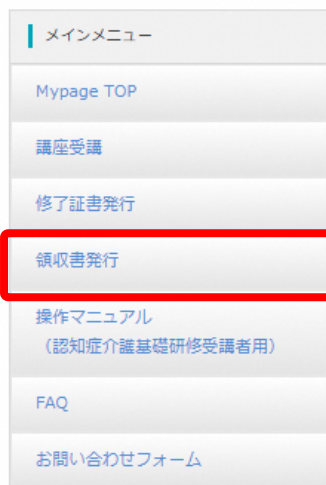 メインメニュー
Mypage TOP
講座受講
修了証書発行
領収書発行
操作マニュアル
（認知症介護基礎研修受講者用）
FAQ
お問い合わせフォーム